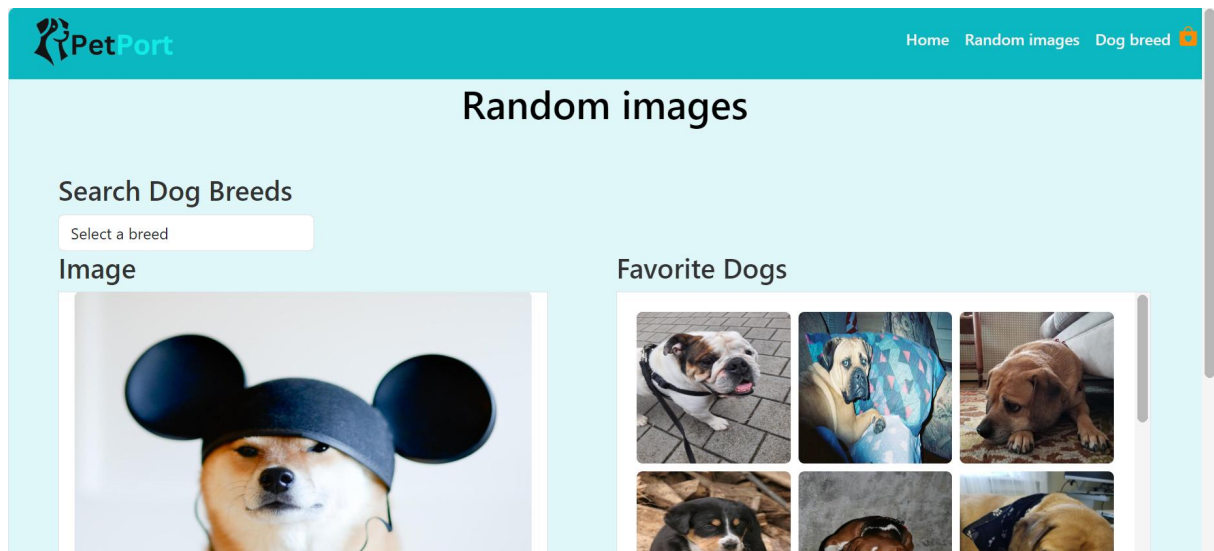 PetPort
Home Random images Dog breed
Random images
Search Dog Breeds
Select a breed
Image
Favorite Dogs